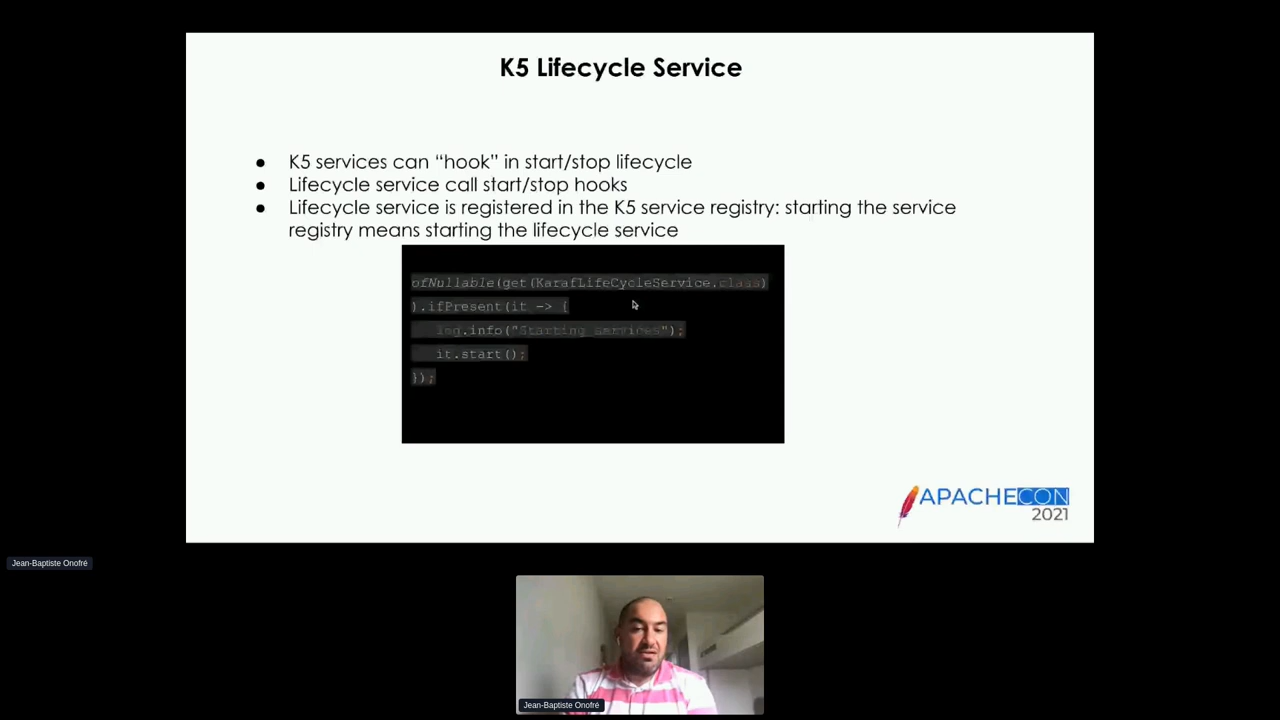 K5 Lifecycle Service
● K5 services can “hook” in start/stop lifecycle
● Lifecycle service call start/stop hooks
● Lifecycle service is registered in the K5 service registry: starting the service
registry means starting the lifecycle service
ofNullable(get(KarafLifeCycleService.class)
).ifPresent(it -> {
log.info("Starting services");
it.start();
});
APACHECON
2021
Jean-Baptiste Onofré
Jean-Baptiste Onofré